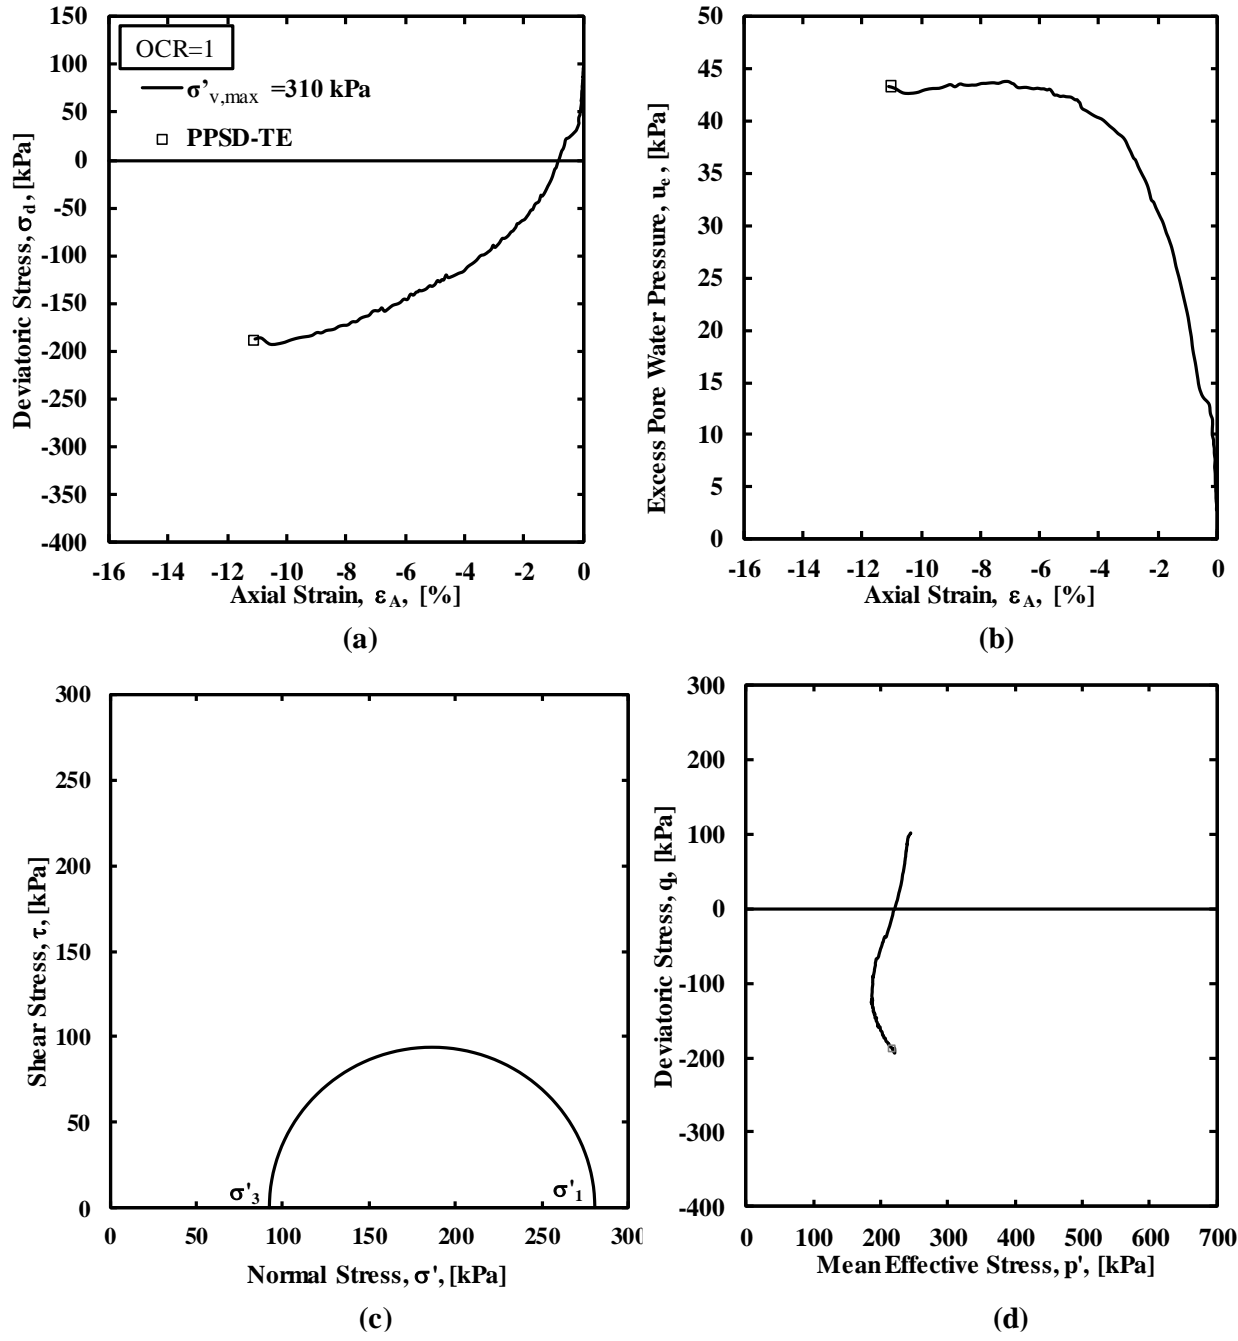 150
100
50
0
-50
-100
-150
-200
-250
-300
-350
-400
Deviatoric Stress, σd, [kPa]
OCR=1
σ'v,max =310 kPa
PPSD-TE
-16 -14 -12 -10 -8 -6 -4 -2 0
Axial Strain, εA, [%]
(a)
50
45
40
35
30
25
20
15
10
5
0
Excess Pore Water Pressure, ue, [kPa]
-16 -14 -12 -10 -8 -6 -4 -2 0
Axial Strain, εA, [%]
(b)
300
250
200
150
100
50
0
Shear Stress, τ, [kPa]
σ'3
σ'1
0 50 100 150 200 250 300
Normal Stress, σ', [kPa]
(c)
300
200
100
0
-100
-200
-300
-400
Deviatoric Stress, q, [kPa]
0 100 200 300 400 500 600 700
Mean Effective Stress, p', [kPa]
(d)